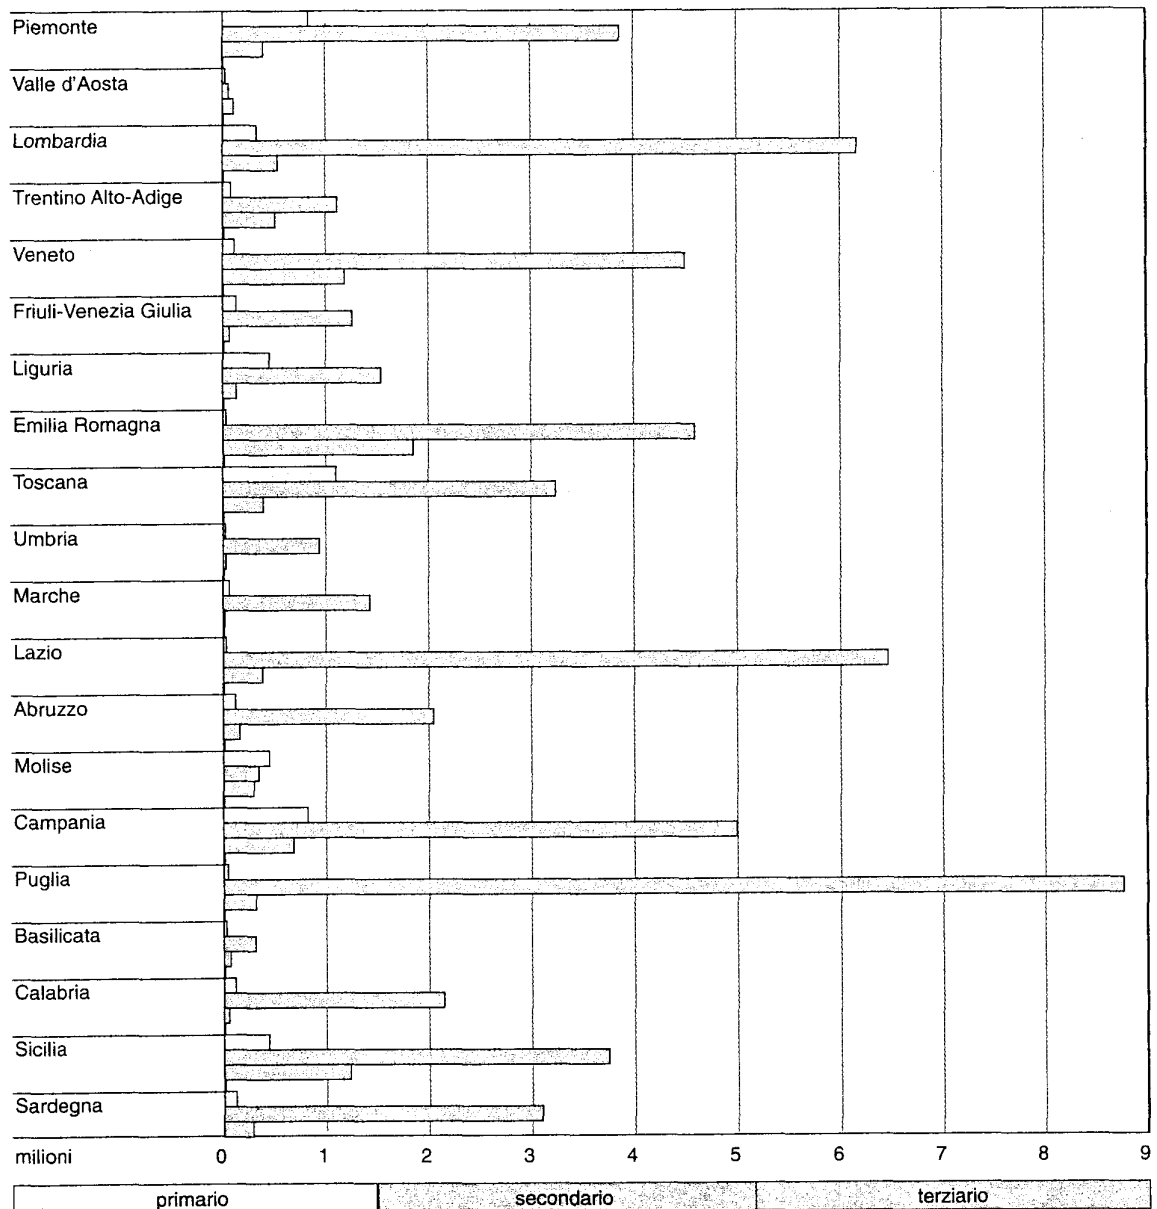 Piemonte
Valle d'Aosta
Lombardia
Trentino Alto-Adige
Veneto
Friuli-Venezia Giulia
Liguria
Emilia Romagna
Toscana
Umbria
Marche
Lazio
Abruzzo
Molise
Campania
Puglia
Basilicata
Calabria
Sicilia
Sardegna
milioni 0 1 2 3 4 5 6 7 8 9
primario secondario terziario